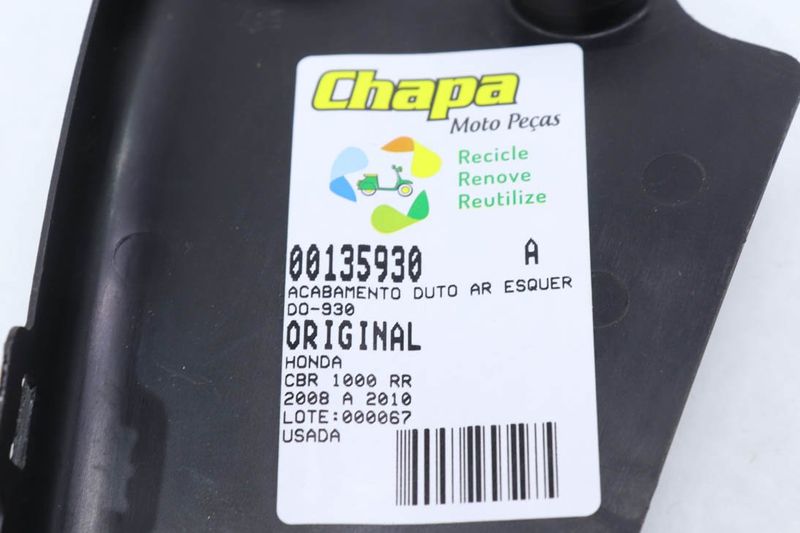 Chapa
Moto Peças
Recicle
Renove
Reutilize
00135930 A
ACABAMENTO DUTO AR ESQUER
DO-930
ORIGINAL
HONDA
CBR 1000 RR
2008 A 2010
LOTE:000067
USADA